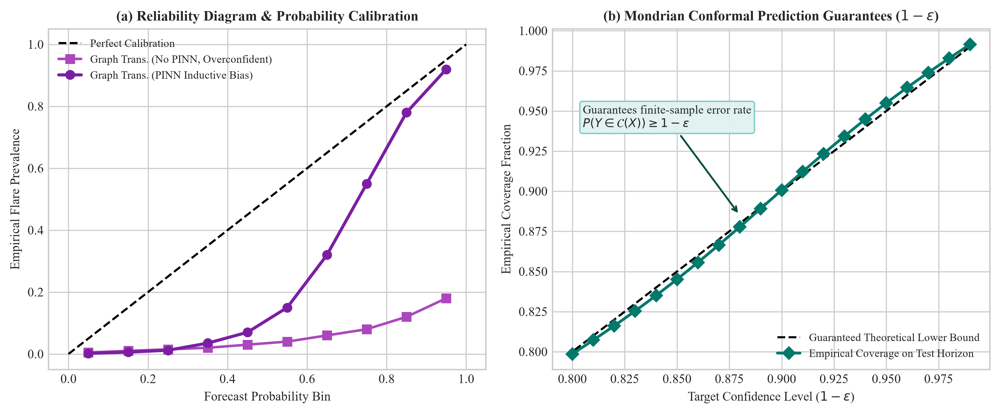 (a) Reliability Diagram & Probability Calibration
Perfect Calibration
Graph Trans. (No PINN, Overconfident)
Graph Trans. (PINN Inductive Bias)
Empirical Flare Prevalence
1.0
0.8
0.6
0.4
0.2
0.0
0.0 0.2 0.4 0.6 0.8 1.0
Forecast Probability Bin
(b) Mondrian Conformal Prediction Guarantees (1 − ε)
Empirical Coverage Fraction
1.000
0.975
0.950
0.925
0.900
0.875
0.850
0.825
0.800
Guarantees finite-sample error rate
P(Y ∈ 𝒞(X)) ≥ 1 − ε
Guaranteed Theoretical Lower Bound
Empirical Coverage on Test Horizon
0.800 0.825 0.850 0.875 0.900 0.925 0.950 0.975
Target Confidence Level (1 − ε)